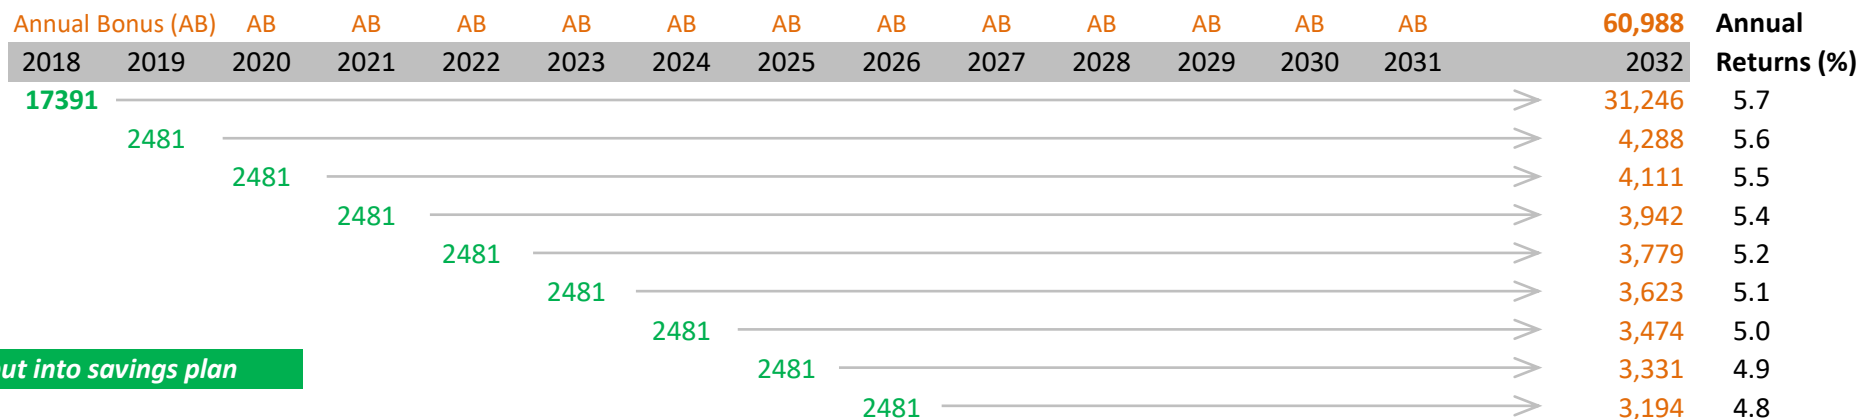 Annual Bonus (AB) AB AB AB AB AB AB AB AB AB AB AB AB 60,988 Annual
2018 2019 2020 2021 2022 2023 2024 2025 2026 2027 2028 2029 2030 2031 2032 Returns (%)
17391 31,246 5.7
2481 4,288 5.6
2481 4,111 5.5
2481 3,942 5.4
2481 3,779 5.2
2481 3,623 5.1
2481 3,474 5.0
out into savings plan 2481 3,331 4.9
2481 3,194 4.8